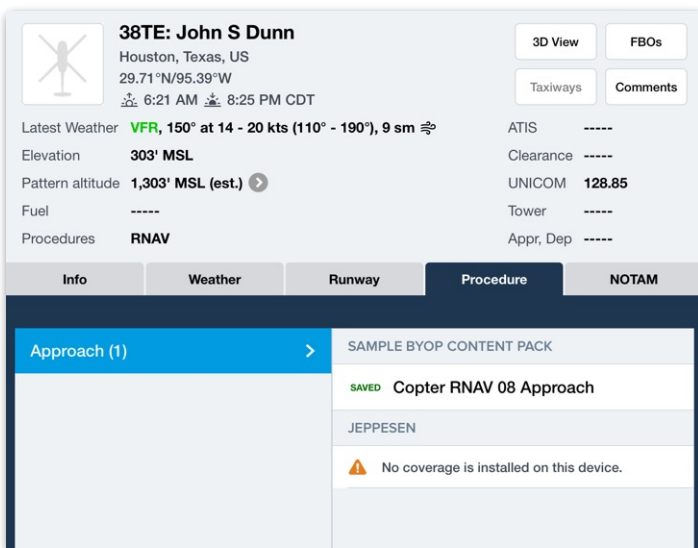 38TE: John S Dunn
Houston, Texas, US
29.71°N/95.39°W
6:21 AM 8:25 PM CDT
3D View
FBOs
Taxiways
Comments
Latest Weather VFR, 150° at 14 - 20 kts (110° - 190°), 9 sm
Elevation 303' MSL
Pattern altitude 1,303' MSL (est.)
Fuel -----
Procedures RNAV
ATIS -----
Clearance -----
UNICOM 128.85
Tower -----
Appr, Dep -----
Info Weather Runway Procedure NOTAM
Approach (1)
SAMPLE BYOP CONTENT PACK
SAVED Copter RNAV 08 Approach
JEPPESEN
No coverage is installed on this device.